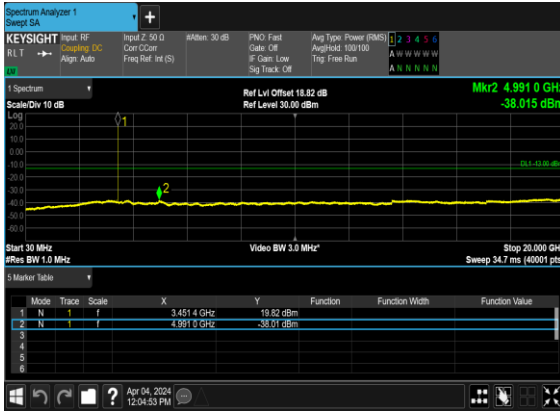 Spectrum Analyzer 1
Swept SA
+
KEYSIGHT
RLT
Input: RF
Coupling: DC
Align: Auto
Input Z: 50 Ω
Corr CCorr
Freq Ref: Int (S)
#Atten: 30 dB
PNO: Fast
Gate: Off
IF Gain: Low
Sig Track: Off
Avg Type: Power (RMS)
Avg|Hold: 100/100
Trig: Free Run
1 2 3 4 5 6
A W W W W W
A N N N N N
1 Spectrum
Scale/Div 10 dB
Ref Lvl Offset 18.82 dB
Ref Level 30.00 dBm
Mkr2 4.991 0 GHz
-38.015 dBm
Log
20.0
10.0
0.00
-10.0
-20.0
-30.0
-40.0
-50.0
-60.0
1
2
DL1 -13.00 dBm
Start 30 MHz
#Res BW 1.0 MHz
Video BW 3.0 MHz*
Stop 20.000 GH
Sweep 34.7 ms (40001 pts
5 Marker Table
Mode Trace Scale X Y Function Function Width Function Value
1 N 1 f 3.451 4 GHz 19.82 dBm
2 N 1 f 4.991 0 GHz -38.01 dBm
3
4
5
6
?
Apr 04, 2024
12:04:53 PM